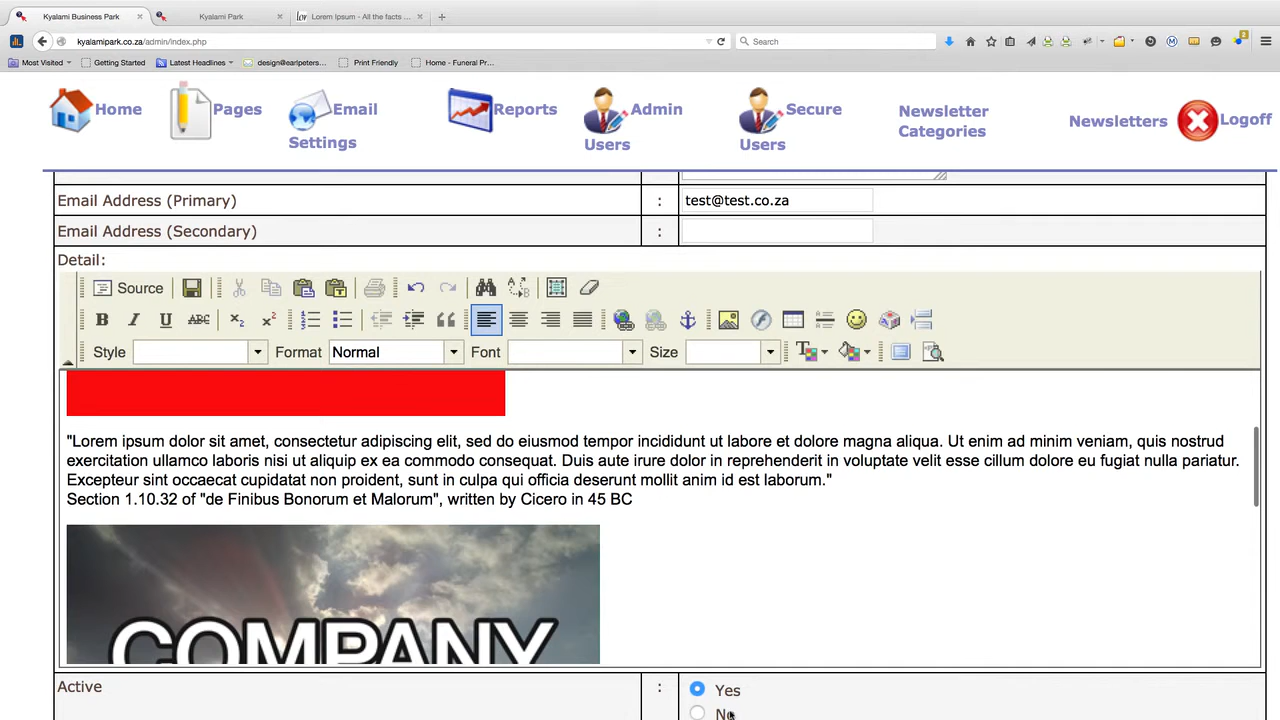 Kyalami Business Park
Kyalami Park
Lorem Ipsum - All the facts ...
kyalamipark.co.za/admin/index.php
Search
2
Most Visited
Getting Started
Latest Headlines
design@earlpeters...
Print Friendly
Home - Funeral Pr...
Home
Pages
Email Settings
Reports
Admin Users
Secure Users
Newsletter Categories
Newsletters
Logoff
Email Address (Primary) : test@test.co.za
Email Address (Secondary) :
Detail:
Source
B I U ABC
Style
Format Normal
Font
Size
"Lorem ipsum dolor sit amet, consectetur adipiscing elit, sed do eiusmod tempor incididunt ut labore et dolore magna aliqua. Ut enim ad minim veniam, quis nostrud
exercitation ullamco laboris nisi ut aliquip ex ea commodo consequat. Duis aute irure dolor in reprehenderit in voluptate velit esse cillum dolore eu fugiat nulla pariatur.
Excepteur sint occaecat cupidatat non proident, sunt in culpa qui officia deserunt mollit anim id est laborum."
Section 1.10.32 of "de Finibus Bonorum et Malorum", written by Cicero in 45 BC
COMPANY
Active : Yes
No